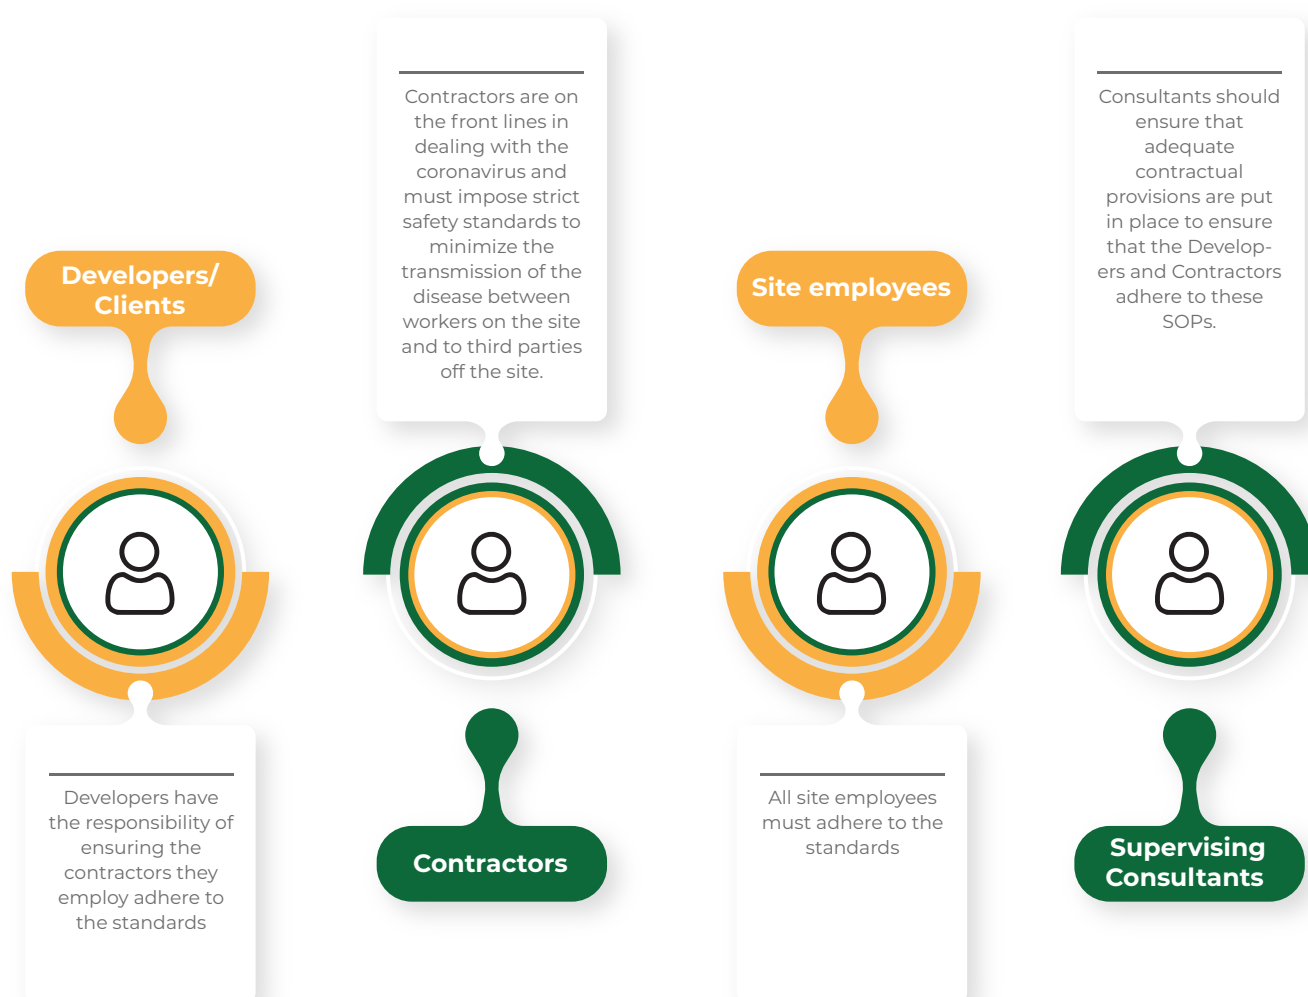 Developers/
Clients
Developers have
the responsibility of
ensuring the
contractors they
employ adhere to
the standards
Contractors are on
the front lines in
dealing with the
coronavirus and
must impose strict
safety standards to
minimize the
transmission of the
disease between
workers on the site
and to third parties
off the site.
Contractors
Site employees
All site employees
must adhere to the
standards
Consultants should
ensure that
adequate
contractual
provisions are put
in place to ensure
that the Develop-
ers and Contractors
adhere to these
SOPs.
Supervising
Consultants